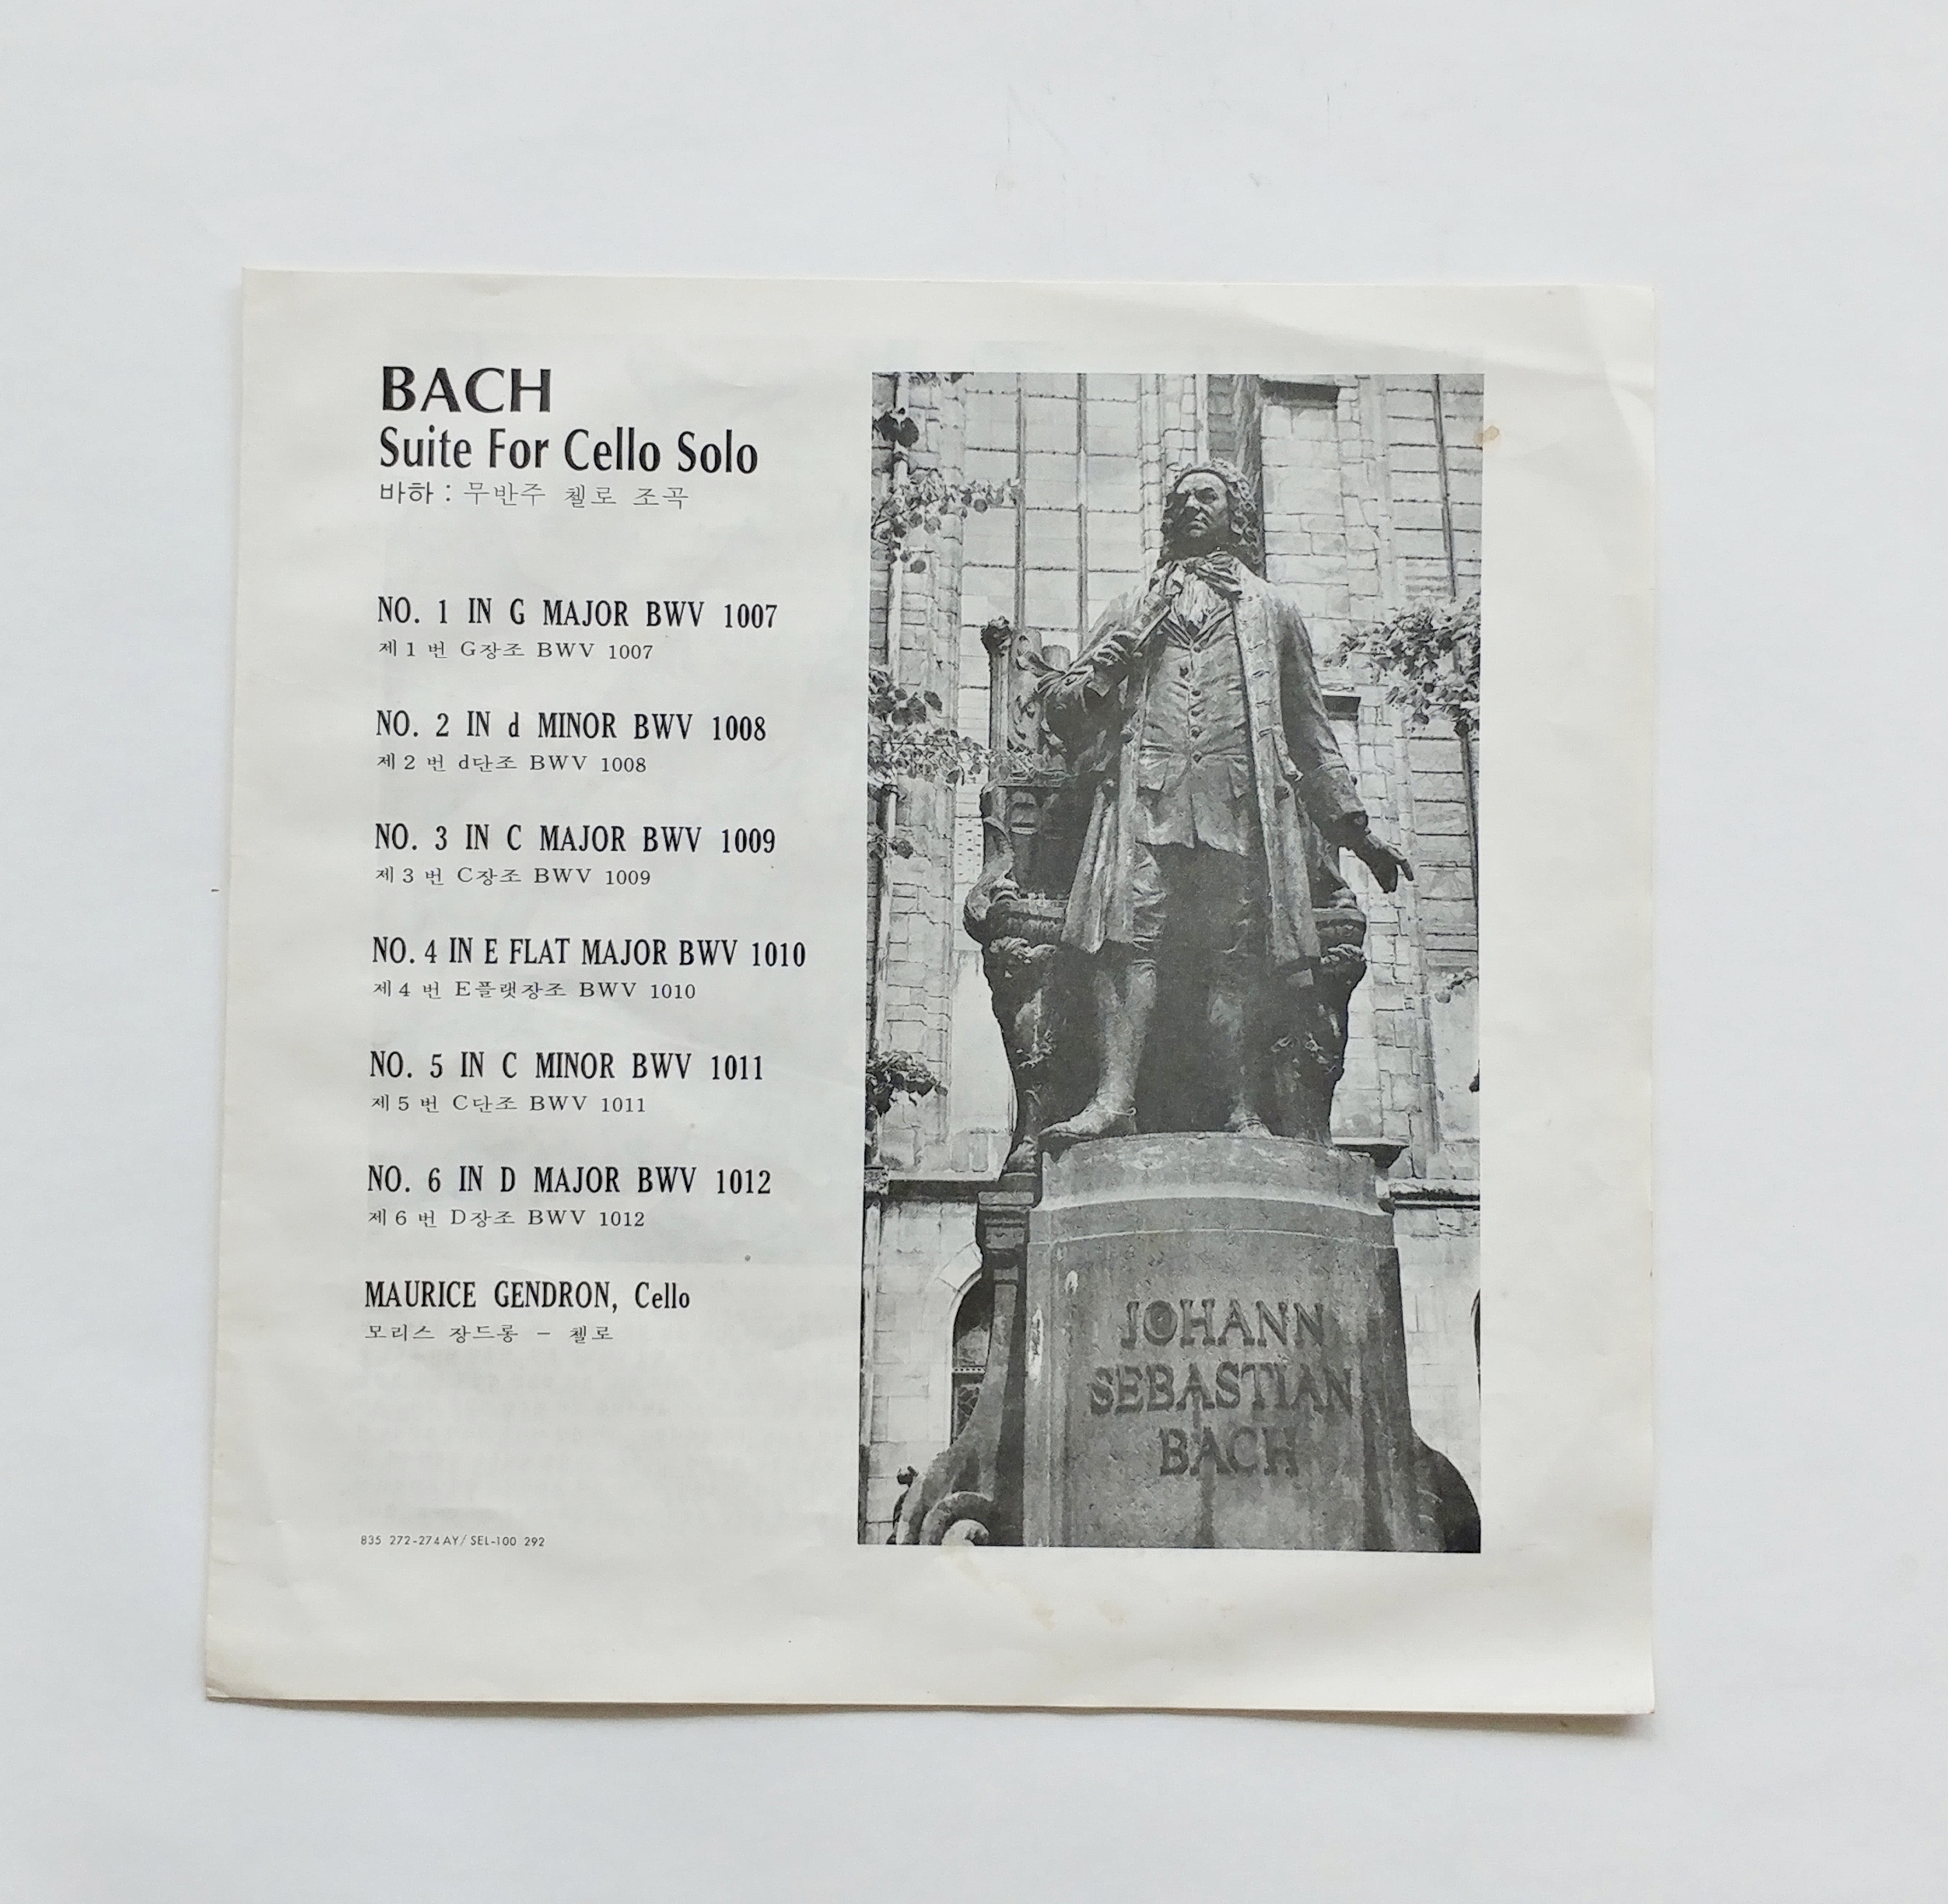 BACH
Suite For Cello Solo
바하 : 무반주 첼로 조곡
NO. 1 IN G MAJOR BWV 1007
제1 번 G장조 BWV 1007
NO. 2 IN d MINOR BWV 1008
제2 번 d단조 BWV 1008
NO. 3 IN C MAJOR BWV 1009
제3 번 C장조 BWV 1009
NO. 4 IN E FLAT MAJOR BWV 1010
제4 번 E플랫장조 BWV 1010
NO. 5 IN C MINOR BWV 1011
제5 번 C단조 BWV 1011
NO. 6 IN D MAJOR BWV 1012
제6 번 D장조 BWV 1012
MAURICE GENDRON, Cello
모리스 장드롱 – 첼로
835 272-274AY/SEL-100 292
JOHANN
SEBASTIAN
BACH